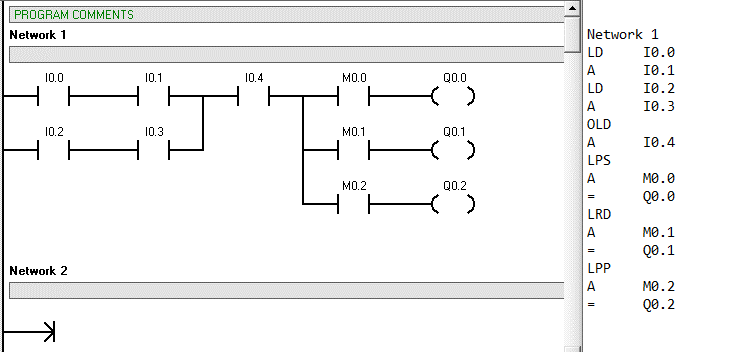 PROGRAM COMMENTS
Network 1
I0.0 I0.1 I0.4 M0.0 Q0.0
I0.2 I0.3 M0.1 Q0.1
M0.2 Q0.2
Network 2
Network 1
LD I0.0
A I0.1
LD I0.2
A I0.3
OLD
A I0.4
LPS
A M0.0
= Q0.0
LRD
A M0.1
= Q0.1
LPP
A M0.2
= Q0.2